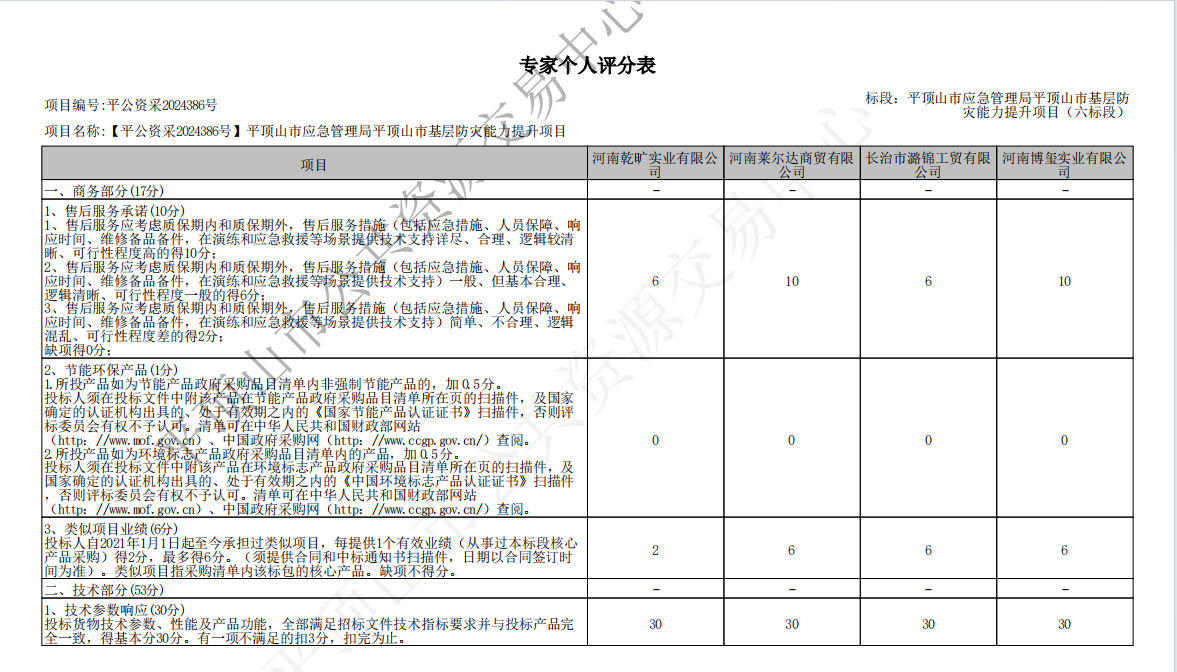 专家个人评分表
项目编号:平公资采2024386号
标段：平顶山市应急管理局平顶山市基层防
灾能力提升项目（六标段）
项目名称:【平公资采2024386号】平顶山市应急管理局平顶山市基层防灾能力提升项目
项目 河南乾旷实业有限公司 河南莱尔达商贸有限公司 长治市潞锦工贸有限公司 河南博玺实业有限公司
一、商务部分(17分) - - - -
1、售后服务承诺(10分)
1、售后服务应考虑质保期内和质保期外，售后服务措施（包括应急措施、人员保障、响
应时间、维修备品备件，在演练和应急救援等场景提供技术支持详尽、合理、逻辑较清
晰、可行性程度高的得10分；
2、售后服务应考虑质保期内和质保期外，售后服务措施（包括应急措施、人员保障、响
应时间、维修备品备件，在演练和应急救援等场景提供技术支持）一般、但基本合理、
逻辑清晰、可行性程度一般的得6分；
3、售后服务应考虑质保期内和质保期外，售后服务措施（包括应急措施、人员保障、响
应时间、维修备品备件，在演练和应急救援等场景提供技术支持）简单、不合理、逻辑
混乱、可行性程度差的得2分；
缺项得0分；
6 10 6 10
2、节能环保产品(1分)
1.所投产品如为节能产品政府采购品目清单内非强制节能产品的，加0.5分。
投标人须在投标文件中附该产品在节能产品政府采购品目清单所在页的扫描件，及国家
确定的认证机构出具的、处于有效期之内的《国家节能产品认证证书》扫描件，否则评
标委员会有权不予认可。清单可在中华人民共和国财政部网站
（http：//www.mof.gov.cn）、中国政府采购网（http：//www.ccgp.gov.cn/）查阅。
2.所投产品如为环境标志产品政府采购品目清单内的产品，加0.5分。
投标人须在投标文件中附该产品在环境标志产品政府采购品目清单所在页的扫描件，及
国家确定的认证机构出具的、处于有效期之内的《中国环境标志产品认证证书》扫描件
，否则评标委员会有权不予认可。清单可在中华人民共和国财政部网站
（http：//www.mof.gov.cn）、中国政府采购网（http：//www.ccgp.gov.cn/）查阅。
0 0 0 0
3、类似项目业绩(6分)
投标人自2021年1月1日起至今承担过类似项目，每提供1个有效业绩（从事过本标段核心
产品采购）得2分，最多得6分。（须提供合同和中标通知书扫描件，日期以合同签订时
间为准）。类似项目指采购清单内该标包的核心产品。缺项不得分。
2 6 6 6
二、技术部分(53分) - - - -
1、技术参数响应(30分)
投标货物技术参数、性能及产品功能，全部满足招标文件技术指标要求并与投标产品完
全一致，得基本分30分。有一项不满足的扣3分，扣完为止。
30 30 30 30
平顶山市公共资源交易中心
平顶山市公共资源交易中心